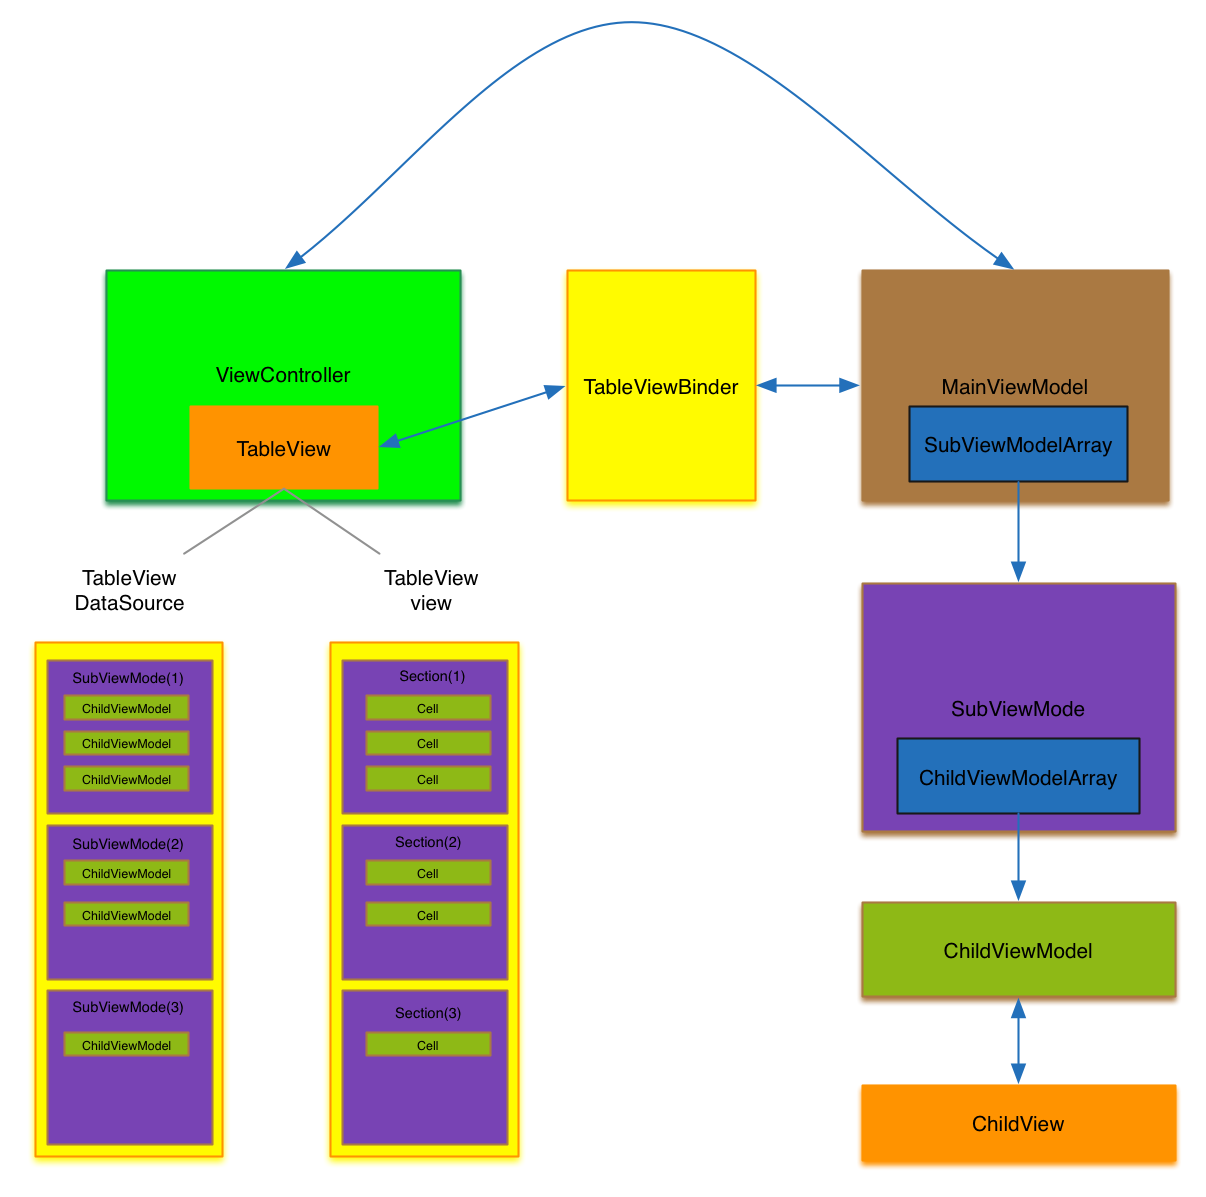 ViewController
TableView
TableViewBinder
MainViewModel
SubViewModelArray
TableView
DataSource
TableView
view
SubViewMode(1)
ChildViewModel
ChildViewModel
ChildViewModel
SubViewMode(2)
ChildViewModel
ChildViewModel
SubViewMode(3)
ChildViewModel
Section(1)
Cell
Cell
Cell
Section(2)
Cell
Cell
Section(3)
Cell
SubViewMode
ChildViewModelArray
ChildViewModel
ChildView